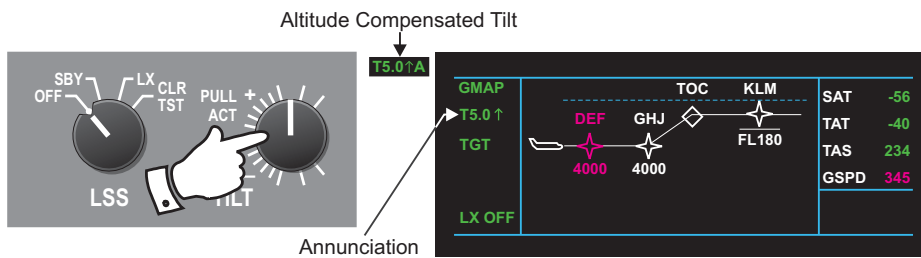 Altitude Compensated Tilt
T5.0↑A
SBY
LX
OFF
CLR
TST
PULL
ACT
+
LSS
TILT
GMAP
T5.0↑
TGT
LX OFF
TOC
KLM
DEF
GHJ
FL180
4000
4000
SAT -56
TAT -40
TAS 234
GSPD 345
Annunciation